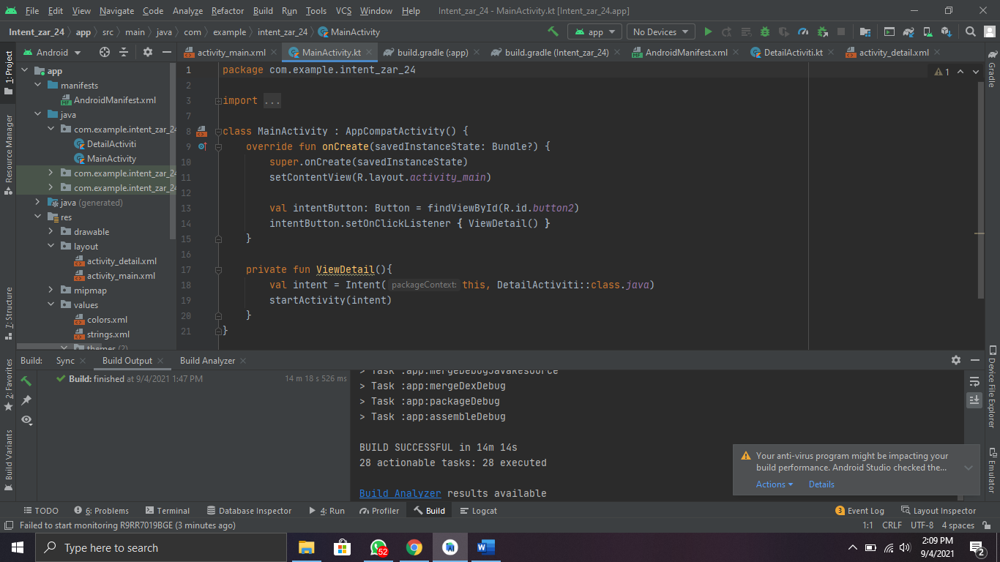 File Edit View Navigate Code Analyze Refactor Build Run Tools VCS Window Help Intent_zar_24 - MainActivity.kt [Intent_zar_24.app]
Intent_zar_24 app src main java com example intent_zar_24 MainActivity app No Devices
1: Project
Resource Manager
7: Structure
2: Favorites
Build Variants
Android
app
manifests
AndroidManifest.xml
java
com.example.intent_zar_24
DetailActiviti
MainActivity
com.example.intent_zar_24
com.example.intent_zar_24
java (generated)
res
drawable
layout
activity_detail.xml
activity_main.xml
mipmap
values
colors.xml
strings.xml
themes (2)
activity_main.xml MainActivity.kt build.gradle (:app) build.gradle (Intent_zar_24) AndroidManifest.xml DetailActiviti.kt activity_detail.xml
1 package com.example.intent_zar_24
1
2
3 import ...
7
8 class MainActivity : AppCompatActivity() {
9 override fun onCreate(savedInstanceState: Bundle?) {
10 super.onCreate(savedInstanceState)
11 setContentView(R.layout.activity_main)
12
13 val intentButton: Button = findViewById(R.id.button2)
14 intentButton.setOnClickListener { ViewDetail() }
15 }
16
17 private fun ViewDetail(){
18 val intent = Intent( packageContext: this, DetailActiviti::class.java)
19 startActivity(intent)
20 }
21 }
Gradle
Device File Explorer
Emulator
Build: Sync Build Output Build Analyzer
Build: finished at 9/4/2021 1:47 PM 14 m 18 s 526 ms
> Task :app:mergeDebugJavaResource
> Task :app:mergeDexDebug
> Task :app:packageDebug
> Task :app:assembleDebug
BUILD SUCCESSFUL in 14m 14s
28 actionable tasks: 28 executed
Build Analyzer results available
Your anti-virus program might be impacting your
build performance. Android Studio checked the...
Actions Details
TODO 6: Problems Terminal Database Inspector 4: Run Profiler Build Logcat 3 Event Log Layout Inspector
Failed to start monitoring R9RR7019BGE (3 minutes ago) 1:1 CRLF UTF-8 4 spaces
Type here to search
52
W
2:09 PM
9/4/2021
2